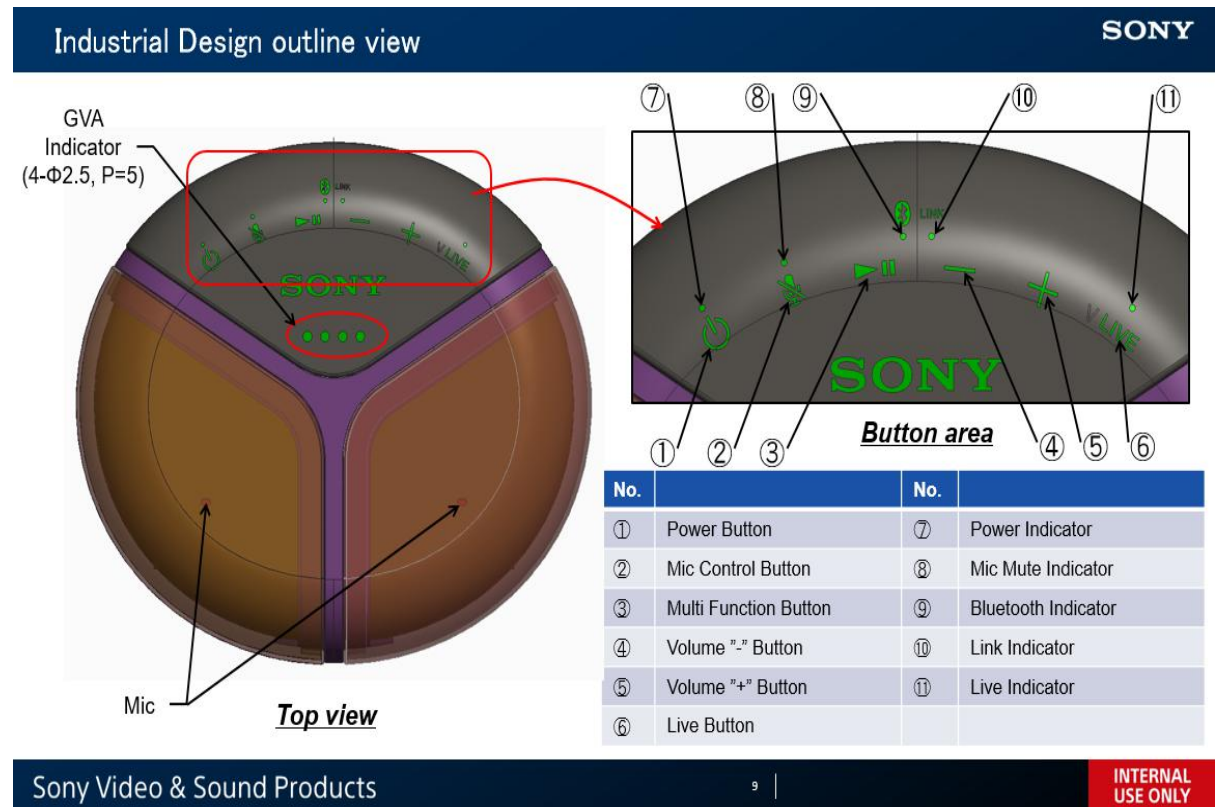 Industrial Design outline view
SONY
GVA
Indicator
(4-Φ2.5, P=5)
LINK
V LIVE
SONY
Mic
Top view
⑦ ⑧ ⑨ ⑩ ⑪
LINK
V LIVE
SONY
① ② ③ ④ ⑤ ⑥
Button area
No. No.
① Power Button ⑦ Power Indicator
② Mic Control Button ⑧ Mic Mute Indicator
③ Multi Function Button ⑨ Bluetooth Indicator
④ Volume ”-” Button ⑩ Link Indicator
⑤ Volume ”+” Button ⑪ Live Indicator
⑥ Live Button
Sony Video & Sound Products
9
INTERNAL
USE ONLY